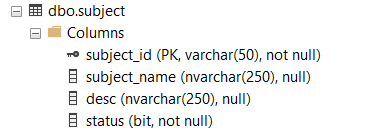 dbo.subject
Columns
subject_id (PK, varchar(50), not null)
subject_name (nvarchar(250), null)
desc (nvarchar(250), null)
status (bit, not null)